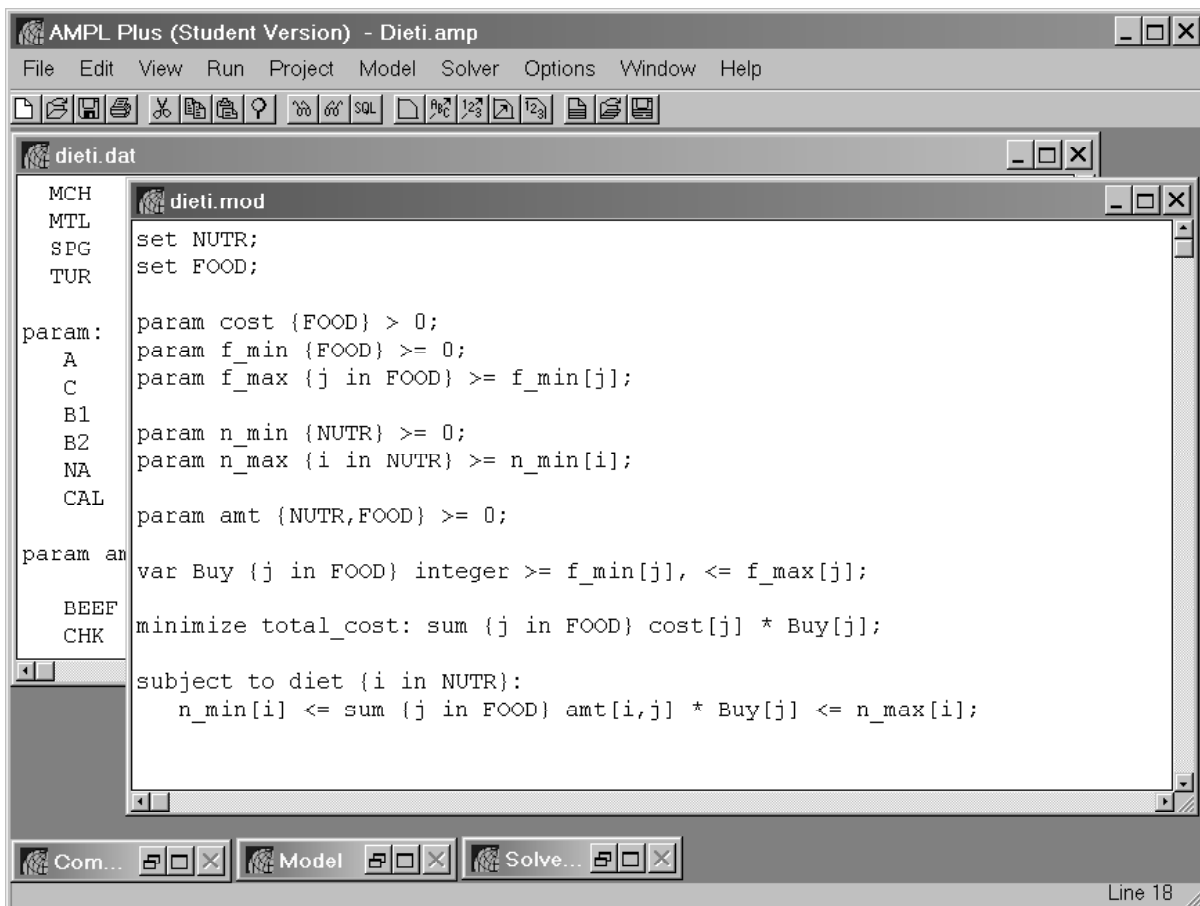 AMPL Plus (Student Version) - Dieti.amp
File Edit View Run Project Model Solver Options Window Help
SQL
dieti.dat
MCH
MTL
SPG
TUR
param:
A
C
B1
B2
NA
CAL
param am
BEEF
CHK
dieti.mod
set NUTR;
set FOOD;
param cost {FOOD} > 0;
param f_min {FOOD} >= 0;
param f_max {j in FOOD} >= f_min[j];
param n_min {NUTR} >= 0;
param n_max {i in NUTR} >= n_min[i];
param amt {NUTR,FOOD} >= 0;
var Buy {j in FOOD} integer >= f_min[j], <= f_max[j];
minimize total_cost: sum {j in FOOD} cost[j] * Buy[j];
subject to diet {i in NUTR}:
n_min[i] <= sum {j in FOOD} amt[i,j] * Buy[j] <= n_max[i];
Com... Model Solve...
Line 18